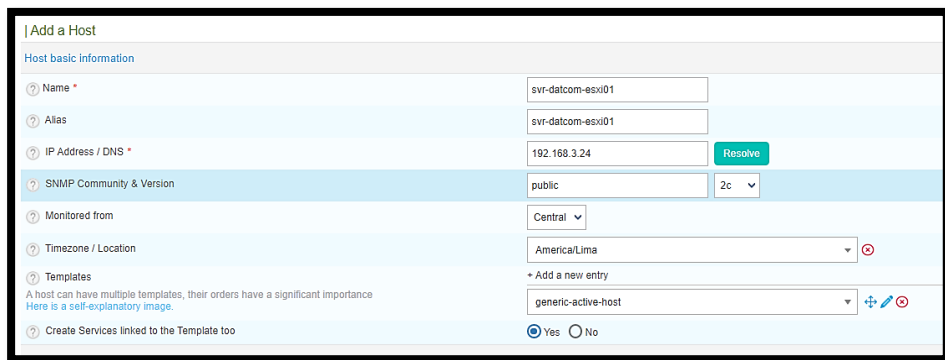 | Add a Host
Host basic information
? Name * svr-datcom-esxi01
? Alias svr-datcom-esxi01
? IP Address / DNS * 192.168.3.24 Resolve
? SNMP Community & Version public 2c
? Monitored from Central
? Timezone / Location America/Lima
? Templates + Add a new entry
A host can have multiple templates, their orders have a significant importance
Here is a self-explanatory image. generic-active-host
? Create Services linked to the Template too Yes No